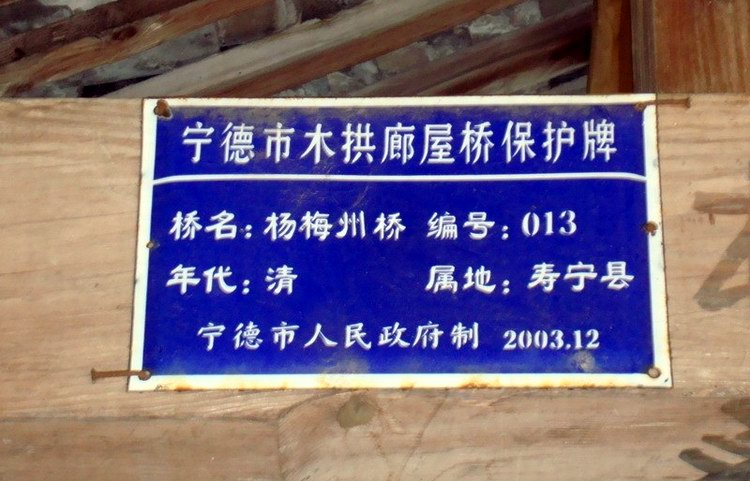 宁德市木拱廊屋桥保护牌
桥名：杨梅州桥 编号：013
年代：清 属地：寿宁县
宁德市人民政府制 2003.12